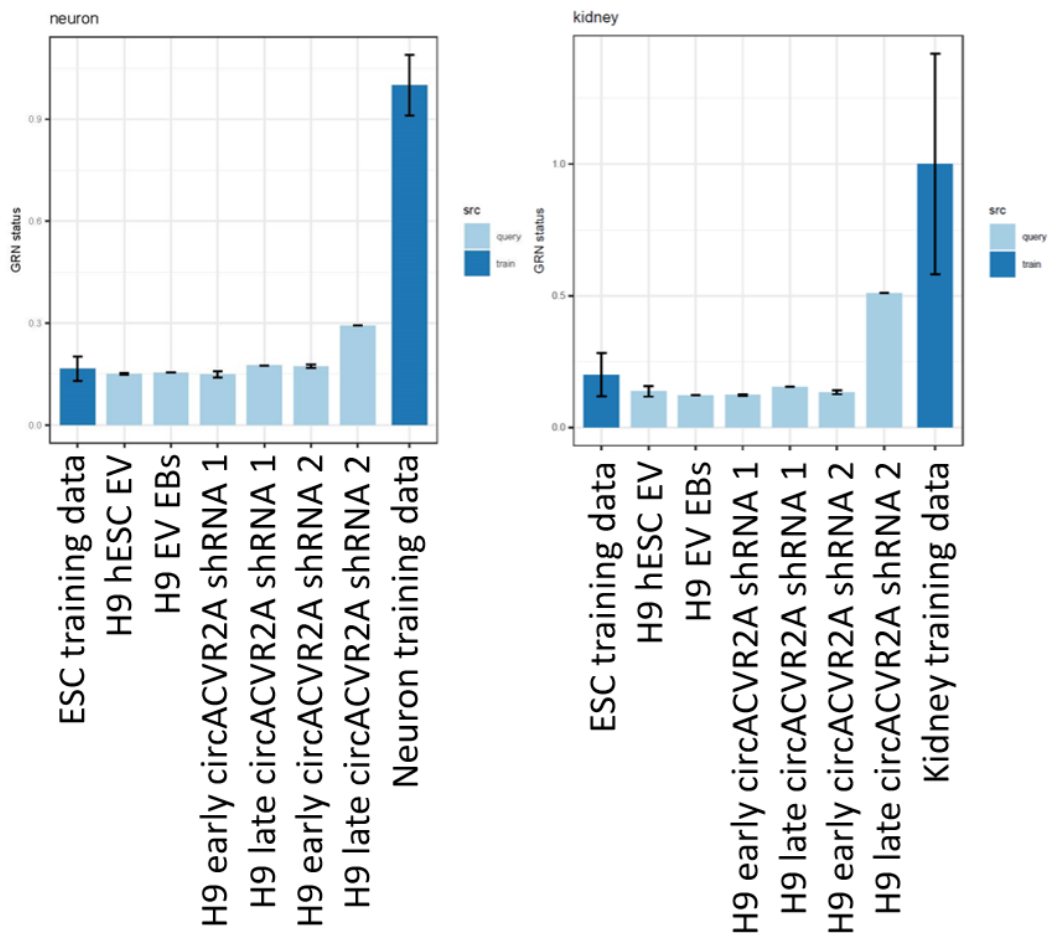 neuron
GRN status
0.9
0.6
0.3
0.0
src
query
train
ESC training data
H9 hESC EV
H9 EV EBs
H9 early circACVR2A shRNA 1
H9 late circACVR2A shRNA 1
H9 early circACVR2A shRNA 2
H9 late circACVR2A shRNA 2
Neuron training data
kidney
GRN status
1.0
0.5
0.0
src
query
train
ESC training data
H9 hESC EV
H9 EV EBs
H9 early circACVR2A shRNA 1
H9 late circACVR2A shRNA 1
H9 early circACVR2A shRNA 2
H9 late circACVR2A shRNA 2
Kidney training data